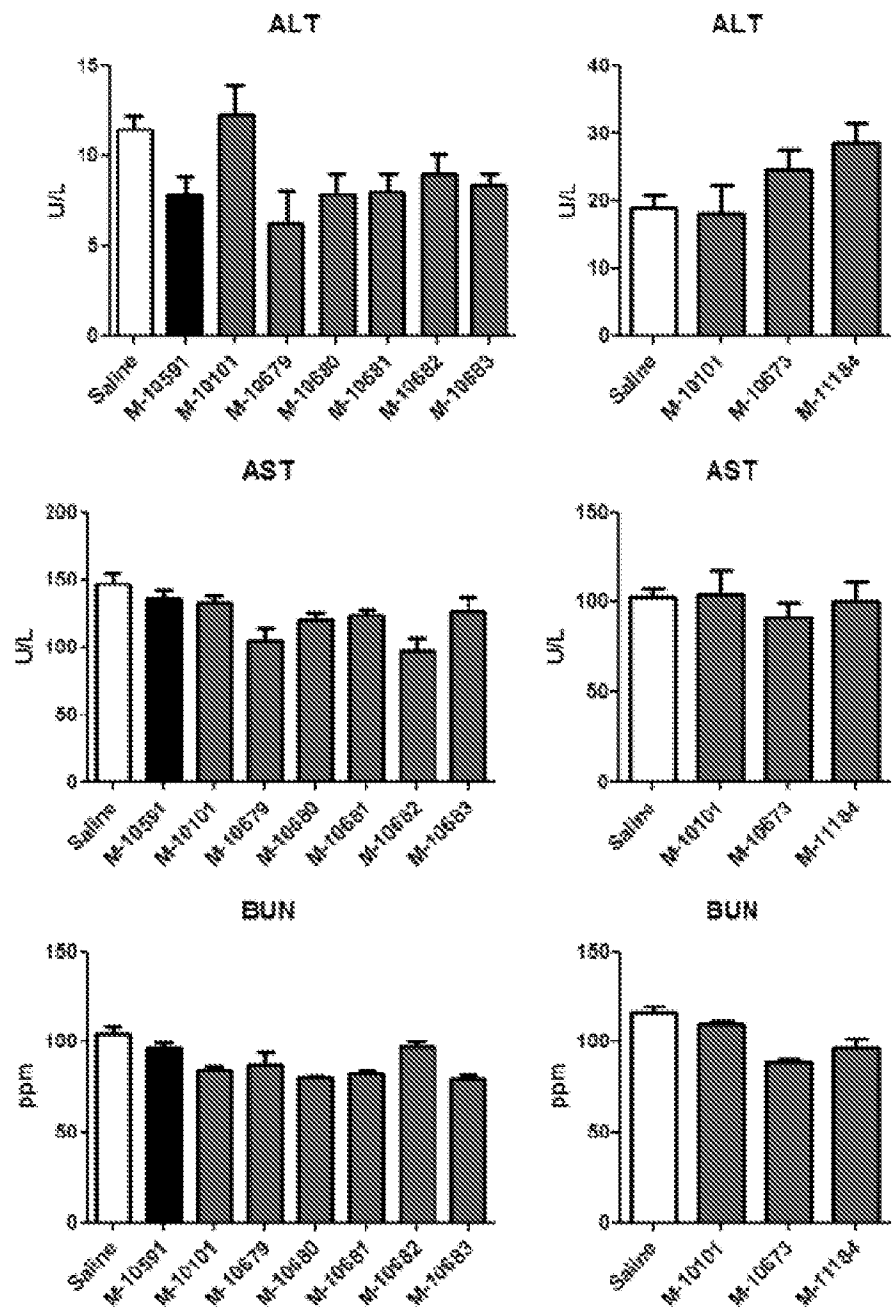 ALT
ALT
15
10
5
0
U/L
Saline
M-10591
M-10101
M-10679
M-10680
M-10681
M-10682
M-10683
40
30
20
10
0
U/L
Saline
M-10101
M-10673
M-11184
AST
AST
200
150
100
50
0
U/L
Saline
M-10591
M-10101
M-10679
M-10680
M-10681
M-10682
M-10683
150
100
50
0
U/L
Saline
M-10101
M-10673
M-11184
BUN
BUN
150
100
50
0
ppm
Saline
M-10591
M-10101
M-10679
M-10680
M-10681
M-10682
M-10683
150
100
50
0
ppm
Saline
M-10101
M-10673
M-11184